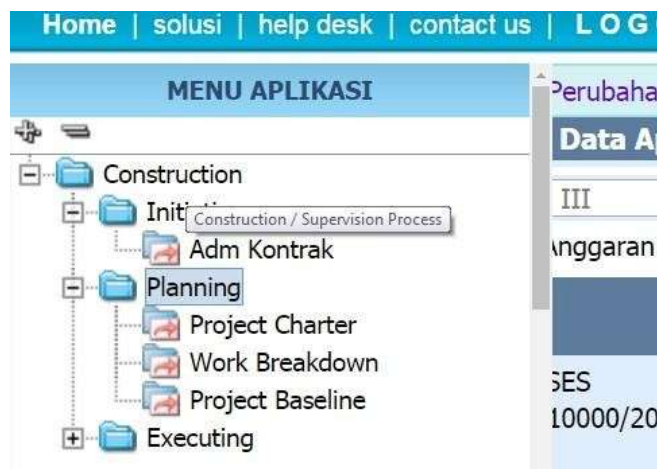 Home | solusi | help desk | contact us | LOG
MENU APLIKASI
Perubaha
Data A
Construction
III
Construction / Supervision Process
Adm Kontrak
Anggaran
Planning
Project Charter
Work Breakdown
SES
Project Baseline
10000/20
Executing